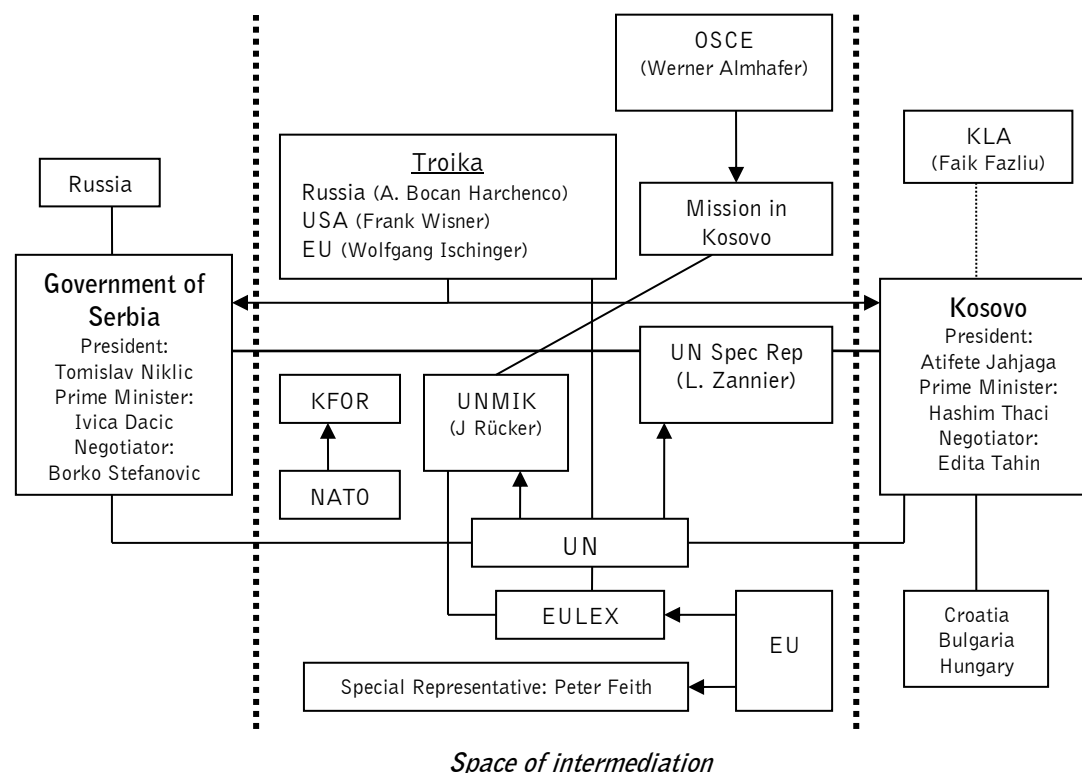 OSCE
(Werner Almhafer)
Troika
Russia (A. Bocan Harchenco)
USA (Frank Wisner)
EU (Wolfgang Ischinger)
KLA
(Faik Fazliu)
Russia
Mission in
Kosovo
Government of
Serbia
President:
Tomislav Niklic
Prime Minister:
Ivica Dacic
Negotiator:
Borko Stefanovic
Kosovo
President:
Atifete Jahjaga
Prime Minister:
Hashim Thaci
Negotiator:
Edita Tahin
UN Spec Rep
(L. Zannier)
KFOR
UNMIK
(J Rücker)
NATO
UN
EULEX
EU
Croatia
Bulgaria
Hungary
Special Representative: Peter Feith
Space of intermediation